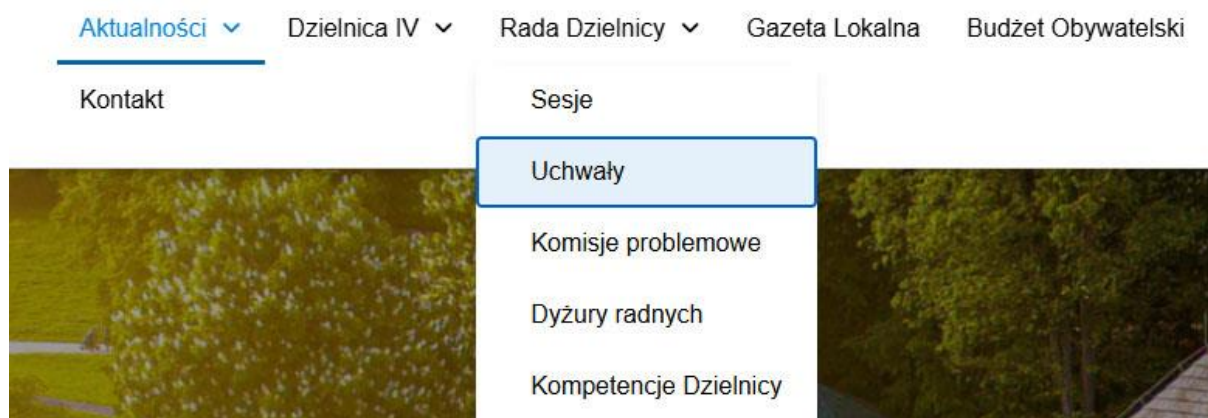 Aktualności Dzielnica IV Rada Dzielnicy Gazeta Lokalna Budżet Obywatelski
Kontakt
Sesje
Uchwały
Komisje problemowe
Dyżury radnych
Kompetencje Dzielnicy